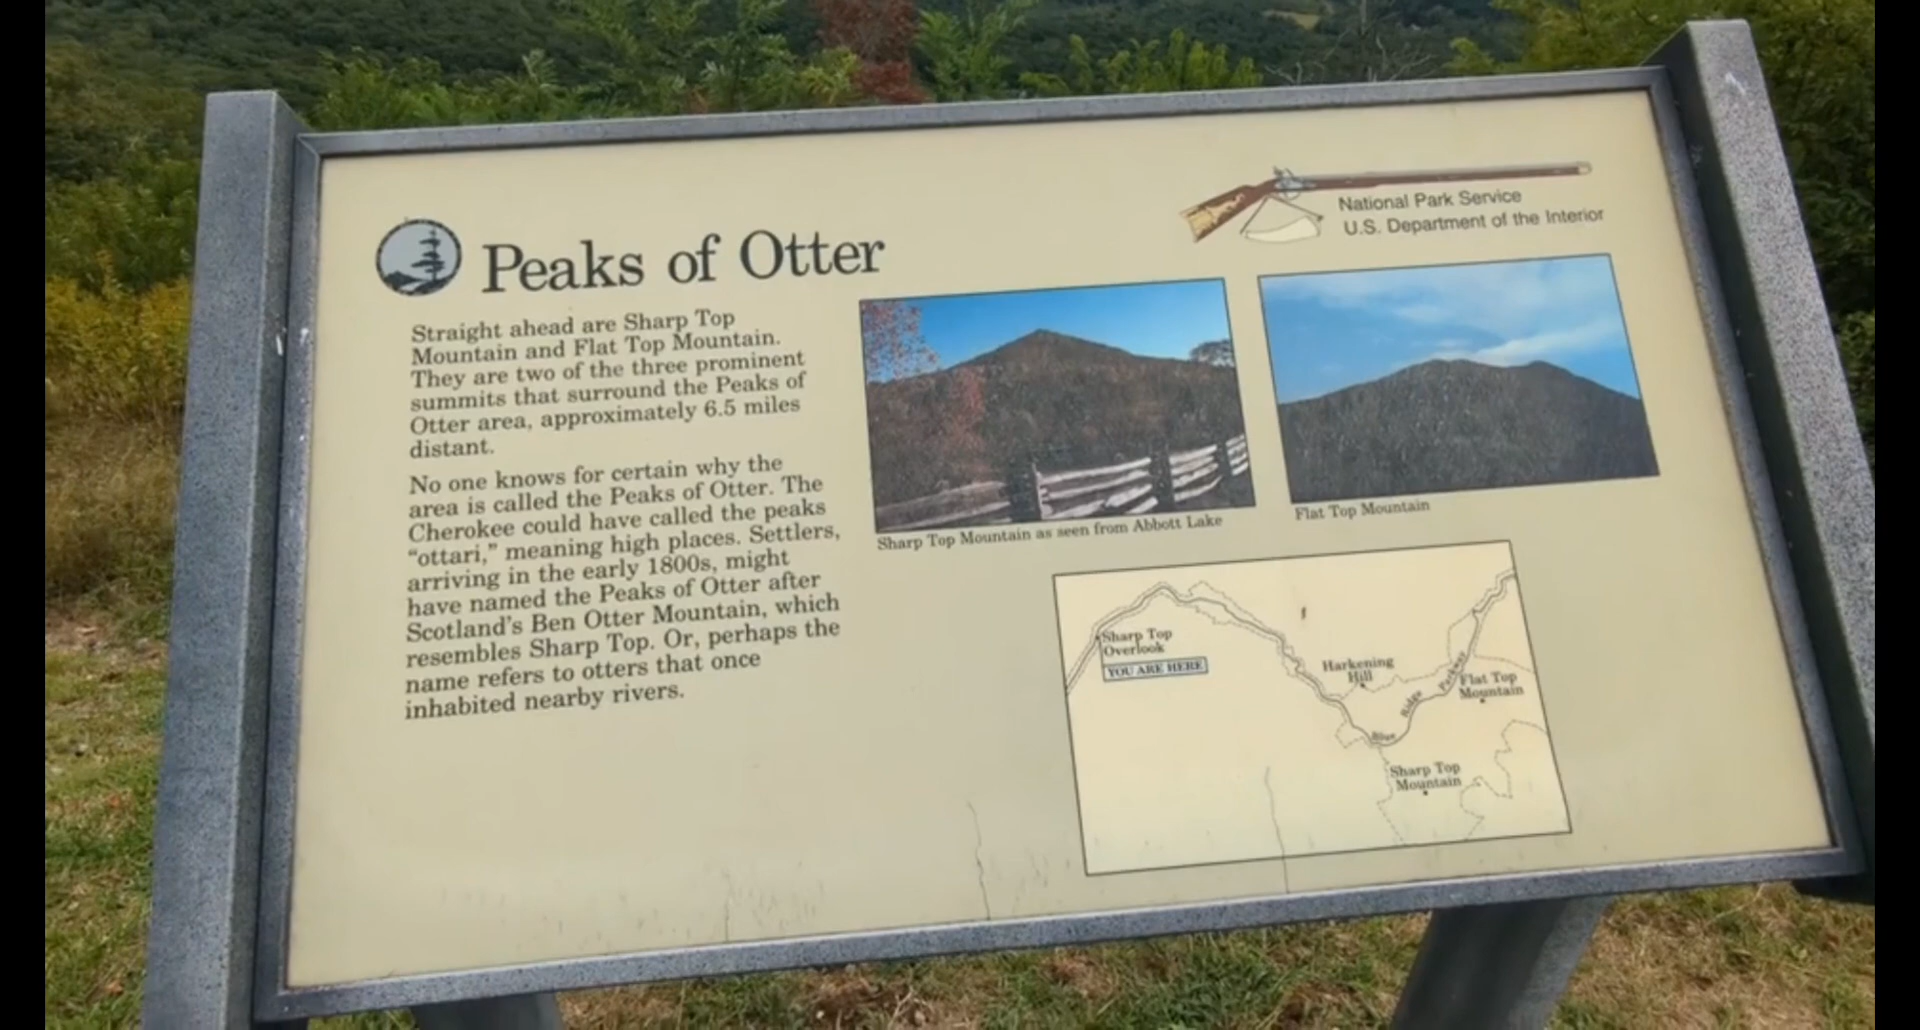 Peaks of Otter
National Park Service
U.S. Department of the Interior
Straight ahead are Sharp Top
Mountain and Flat Top Mountain.
They are two of the three prominent
summits that surround the Peaks of
Otter area, approximately 6.5 miles
distant.
No one knows for certain why the
area is called the Peaks of Otter. The
Cherokee could have called the peaks
“ottari,” meaning high places. Settlers,
arriving in the early 1800s, might
have named the Peaks of Otter after
Scotland’s Ben Otter Mountain, which
resembles Sharp Top. Or, perhaps the
name refers to otters that once
inhabited nearby rivers.
Sharp Top Mountain as seen from Abbott Lake
Flat Top Mountain
Sharp Top
Overlook
YOU ARE HERE
Harkening
Hill
Blue Ridge Parkway
Flat Top
Mountain
Sharp Top
Mountain